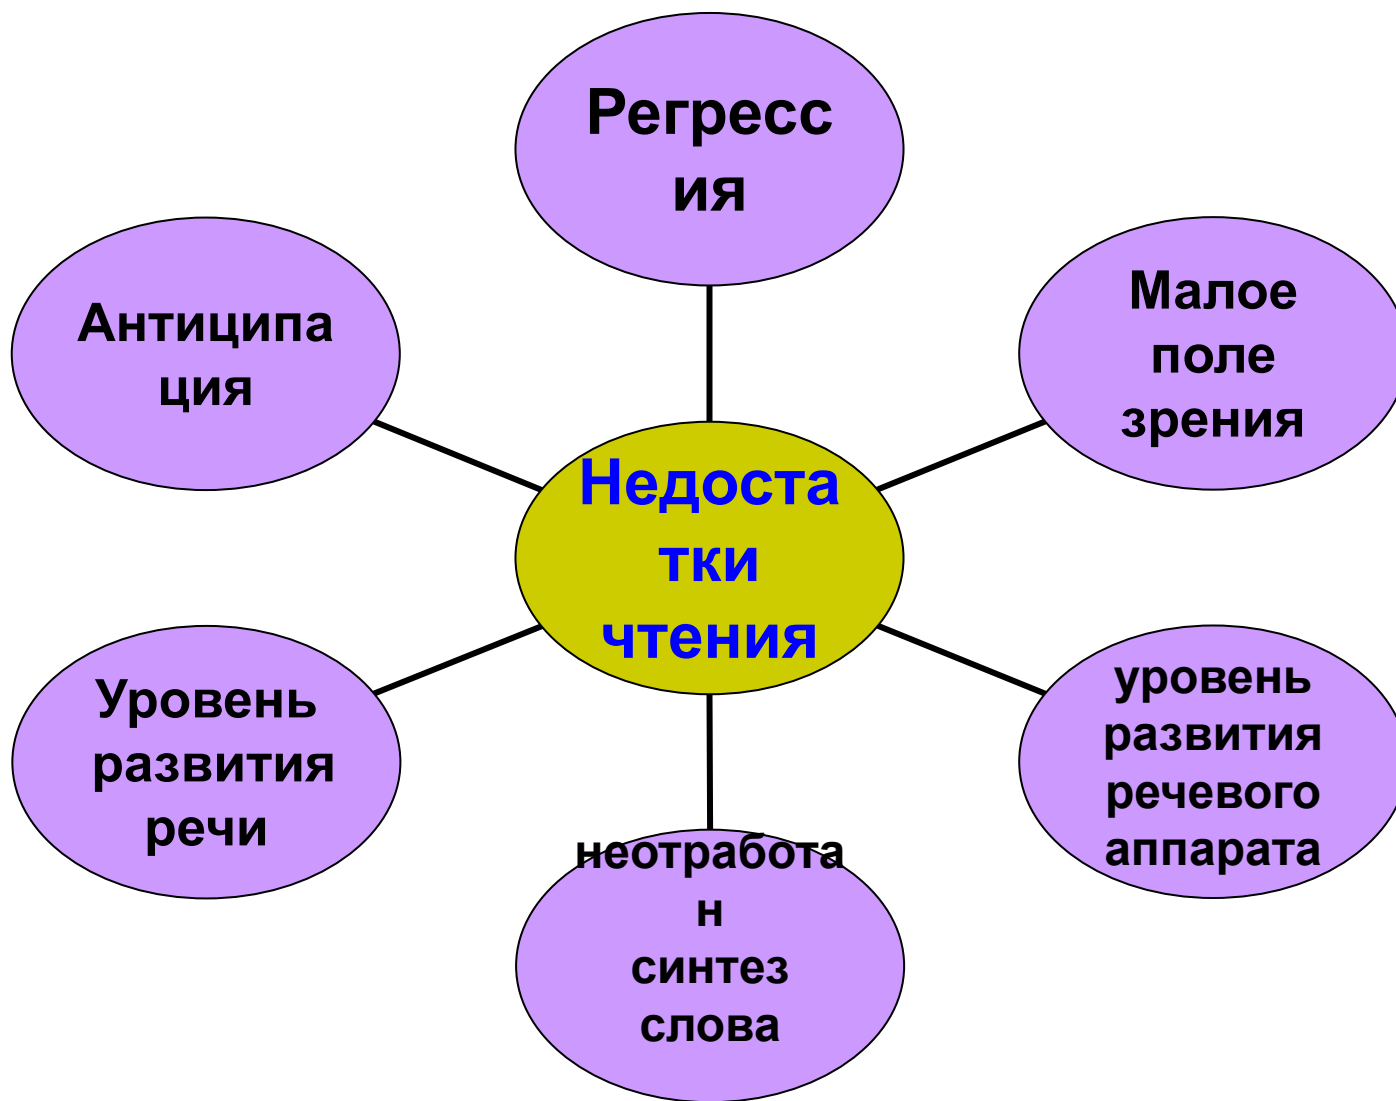 Регресс
ия
Антиципа
ция
Малое
поле
зрения
Недоста
тки
чтения
Уровень
развития
речи
уровень
развития
речевого
аппарата
неотработа
н
синтез
слова